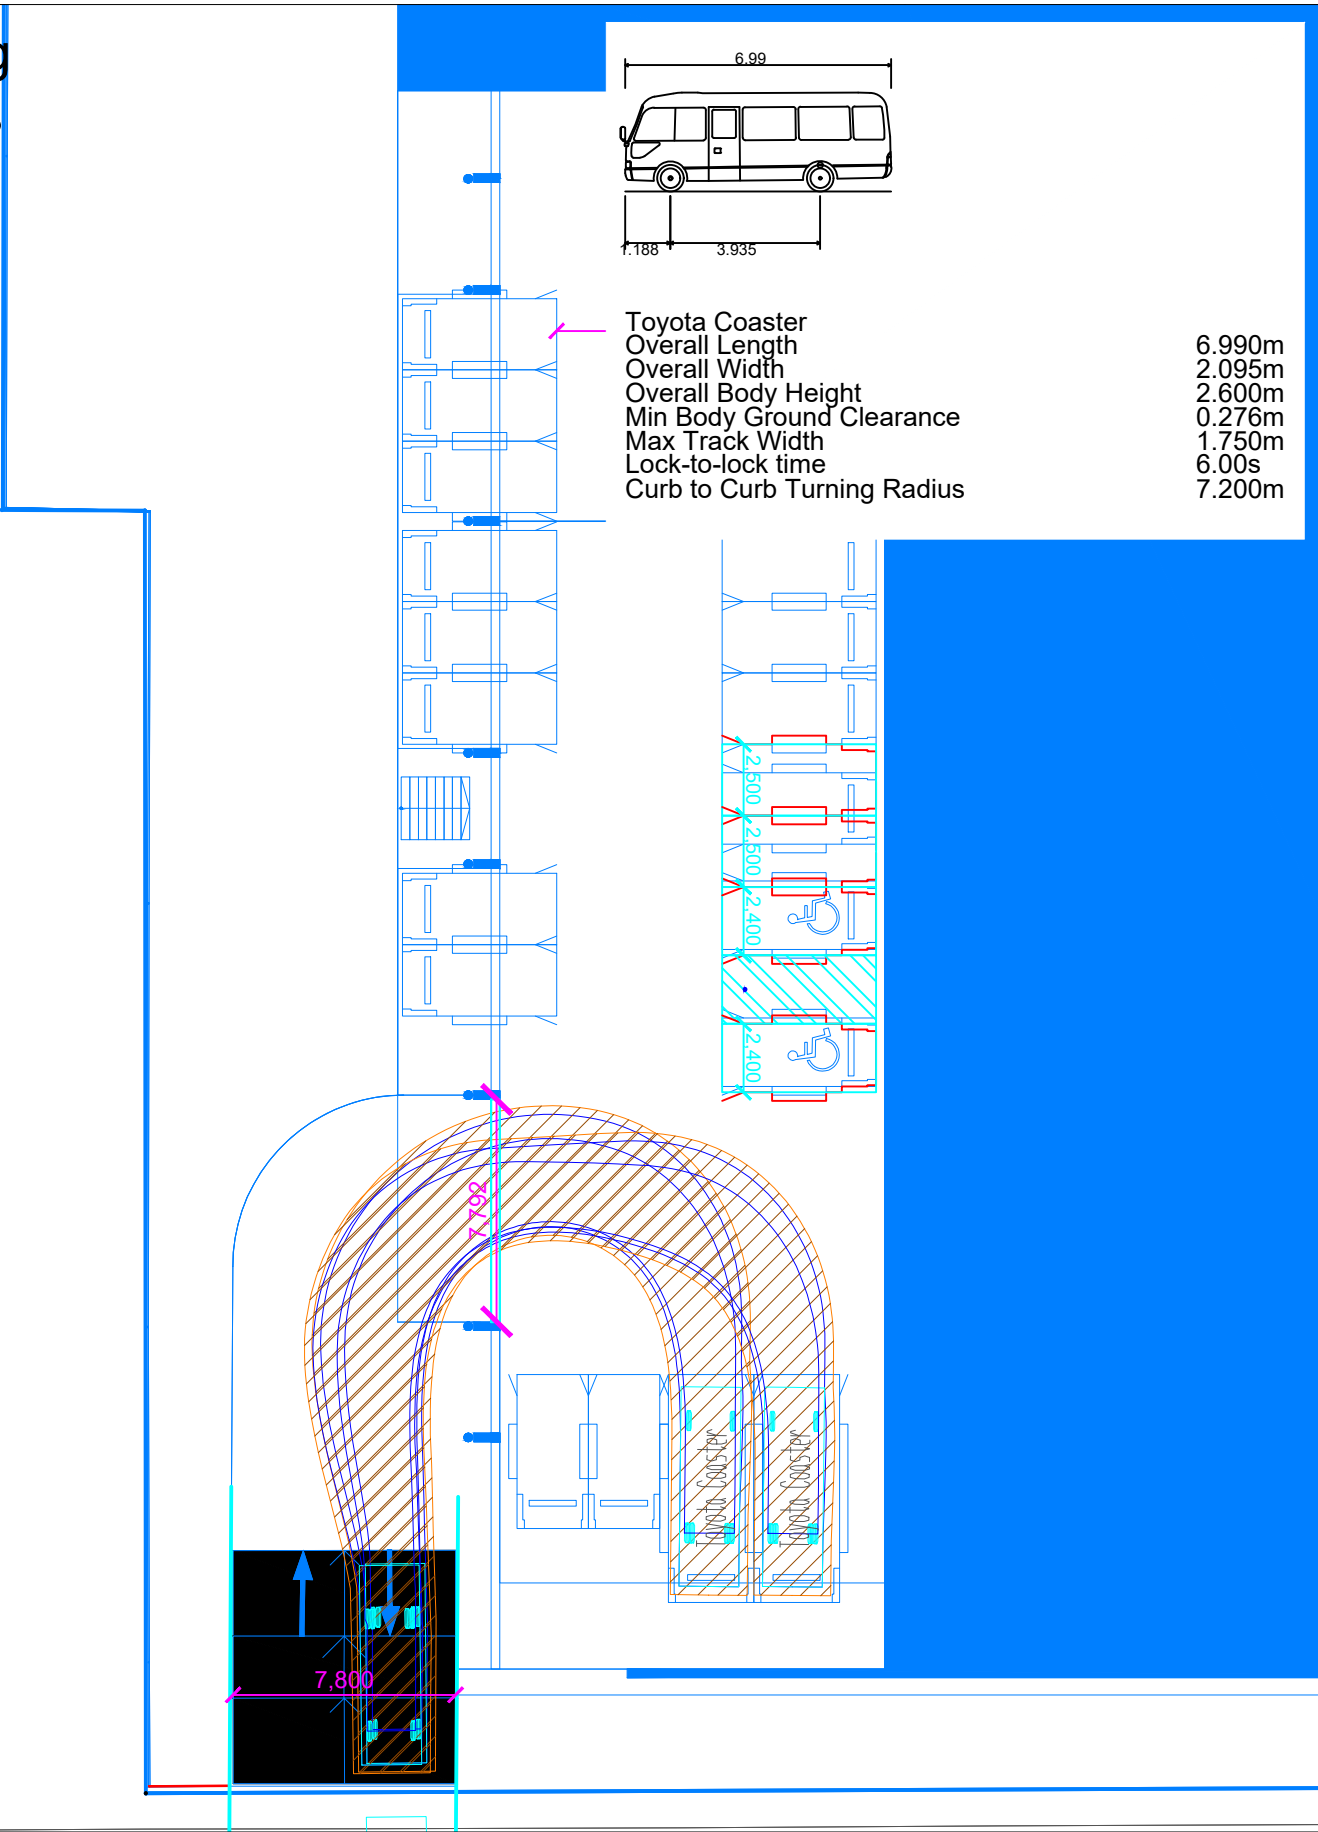 g
6.99
1.188
3.935
Toyota Coaster
Overall Length 6.990m
Overall Width 2.095m
Overall Body Height 2.600m
Min Body Ground Clearance 0.276m
Max Track Width 1.750m
Lock-to-lock time 6.00s
Curb to Curb Turning Radius 7.200m
2,500
2,500
2,400
2,400
7,792
Toyota Coaster
Toyota Coaster
7,800